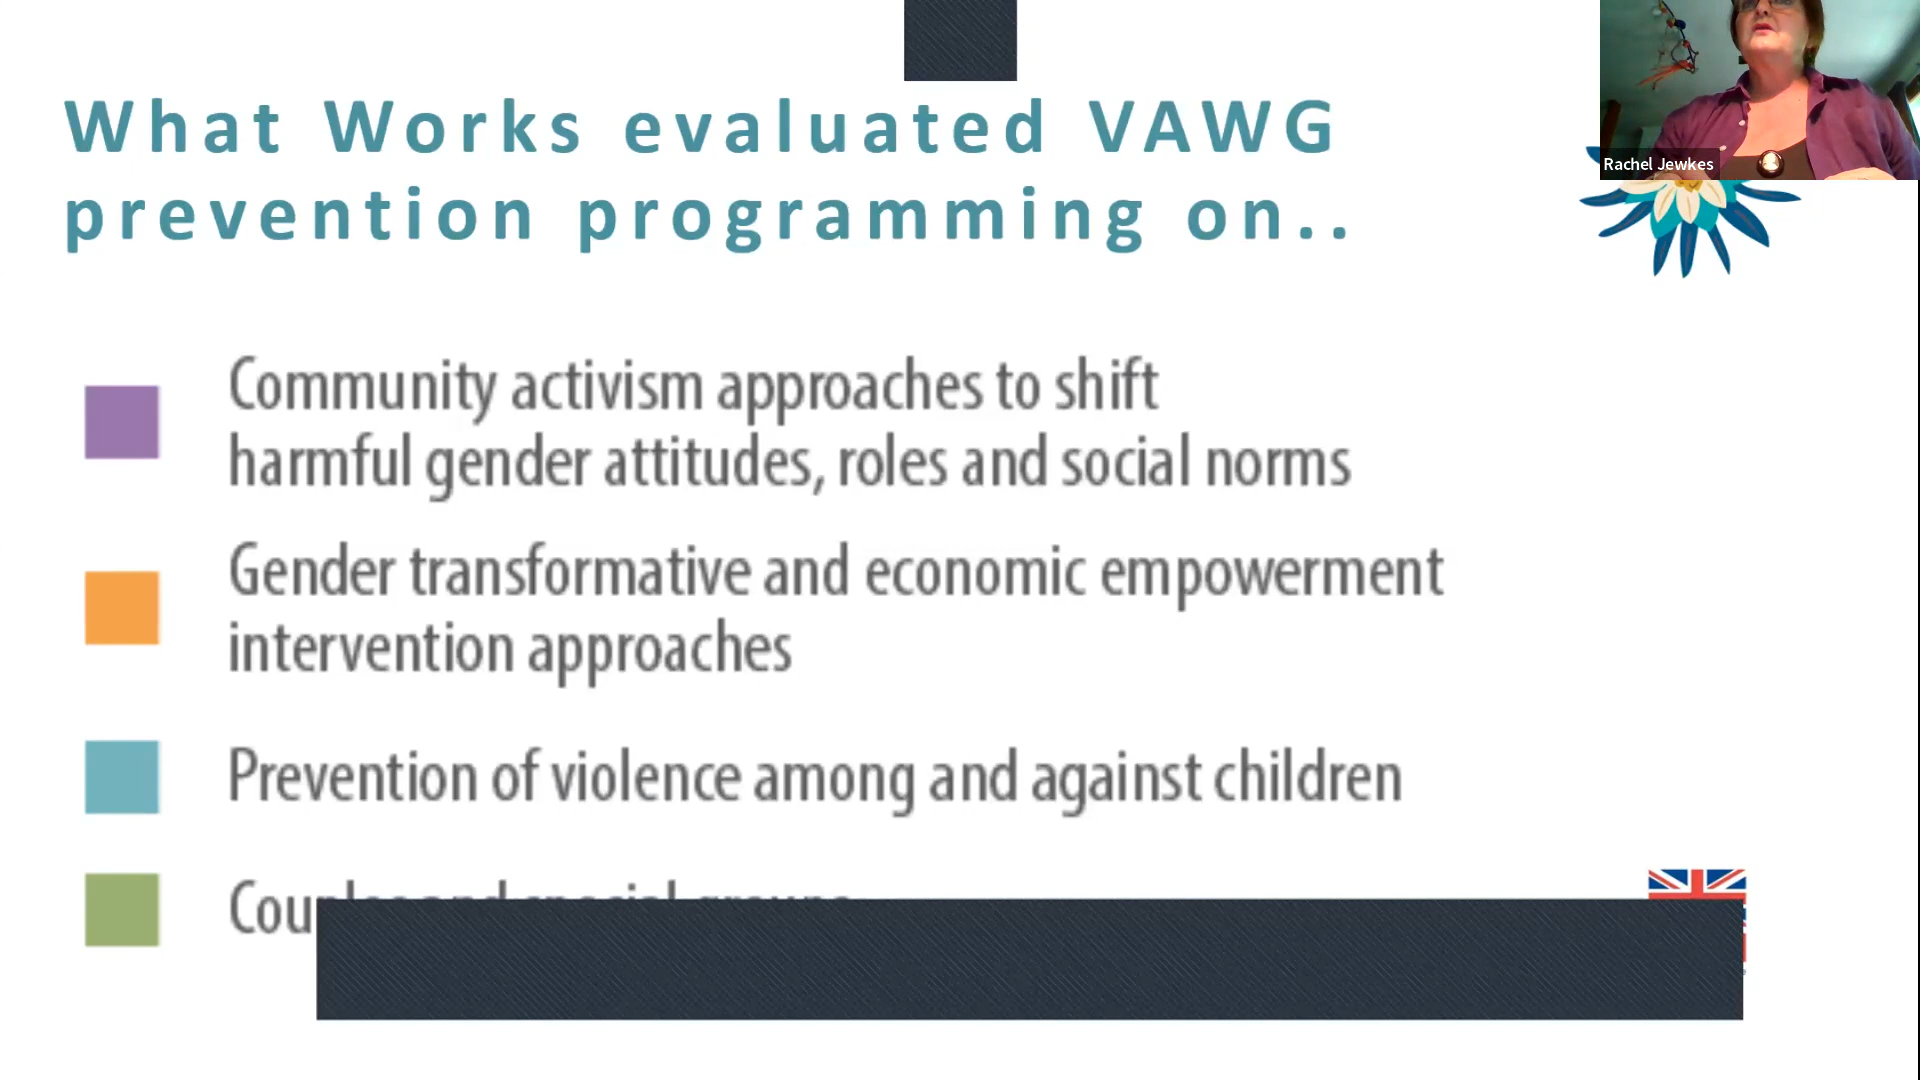 What Works evaluated VAWG
prevention programming on..
Rachel Jewkes
Community activism approaches to shift
harmful gender attitudes, roles and social norms
Gender transformative and economic empowerment
intervention approaches
Prevention of violence among and against children